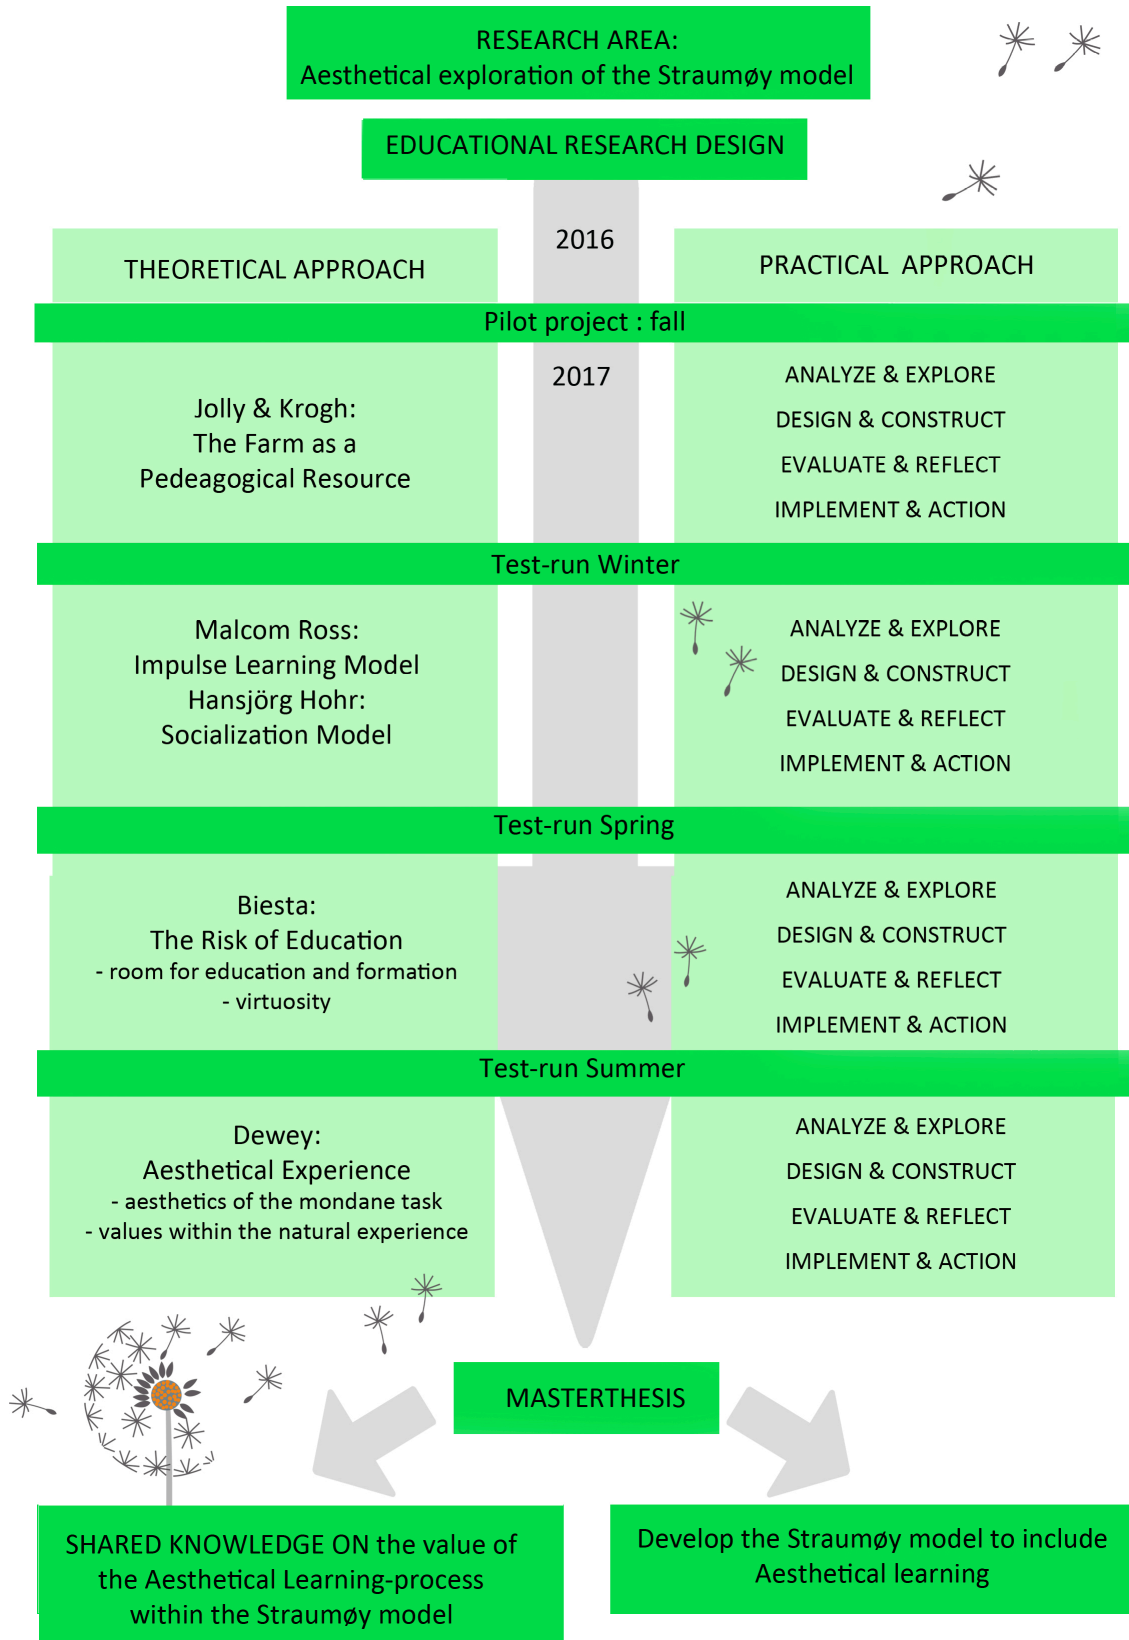 RESEARCH AREA:
Aesthetical exploration of the Straumøy model
EDUCATIONAL RESEARCH DESIGN
2016
THEORETICAL APPROACH
PRACTICAL APPROACH
Pilot project : fall
2017
Jolly & Krogh:
The Farm as a
Pedeagogical Resource
ANALYZE & EXPLORE
DESIGN & CONSTRUCT
EVALUATE & REFLECT
IMPLEMENT & ACTION
Test-run Winter
Malcom Ross:
Impulse Learning Model
Hansjörg Hohr:
Socialization Model
ANALYZE & EXPLORE
DESIGN & CONSTRUCT
EVALUATE & REFLECT
IMPLEMENT & ACTION
Test-run Spring
Biesta:
The Risk of Education
- room for education and formation
- virtuosity
ANALYZE & EXPLORE
DESIGN & CONSTRUCT
EVALUATE & REFLECT
IMPLEMENT & ACTION
Test-run Summer
Dewey:
Aesthetical Experience
- aesthetics of the mondane task
- values within the natural experience
ANALYZE & EXPLORE
DESIGN & CONSTRUCT
EVALUATE & REFLECT
IMPLEMENT & ACTION
MASTERTHESIS
SHARED KNOWLEDGE ON the value of
the Aesthetical Learning-process
within the Straumøy model
Develop the Straumøy model to include
Aesthetical learning